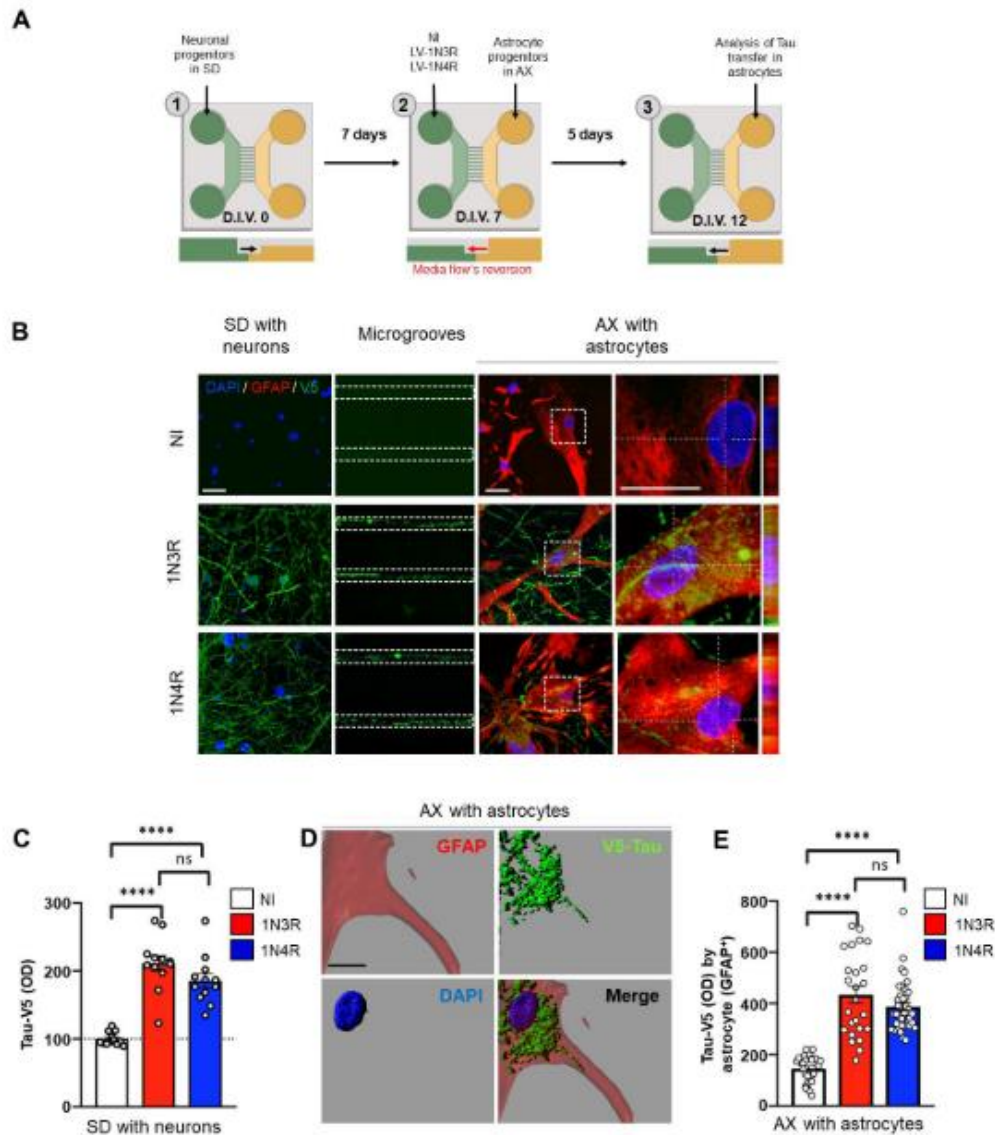 A
Neuronal
progenitors
in SD
NI
LV-1N3R
LV-1N4R
Astrocyte
progenitors
in AX
Analysis of Tau
transfer in
astrocytes
1
7 days
2
5 days
3
D.I.V. 0
D.I.V. 7
D.I.V. 12
Media flow's reversion
B
SD with
neurons
Microgrooves
AX with
astrocytes
DAPI / GFAP / V5
NI
1N3R
1N4R
C
****
ns
****
NI
1N3R
1N4R
Tau-V5 (OD)
300
200
100
0
SD with neurons
AX with astrocytes
D
GFAP
V5-Tau
DAPI
Merge
E
****
ns
****
NI
1N3R
1N4R
Tau-V5 (OD) by
astrocyte (GFAP⁺)
800
600
400
200
0
AX with astrocytes